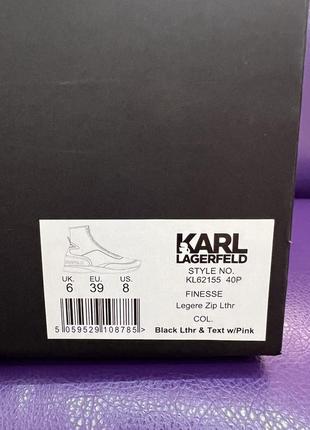 KARL
LAGERFELD
STYLE NO.
KL62155 40P
FINESSE
Legere Zip Lthr
COL.
Black Lthr & Text w/Pink
UK. EU. US.
6 39 8
5 059529 108785 >